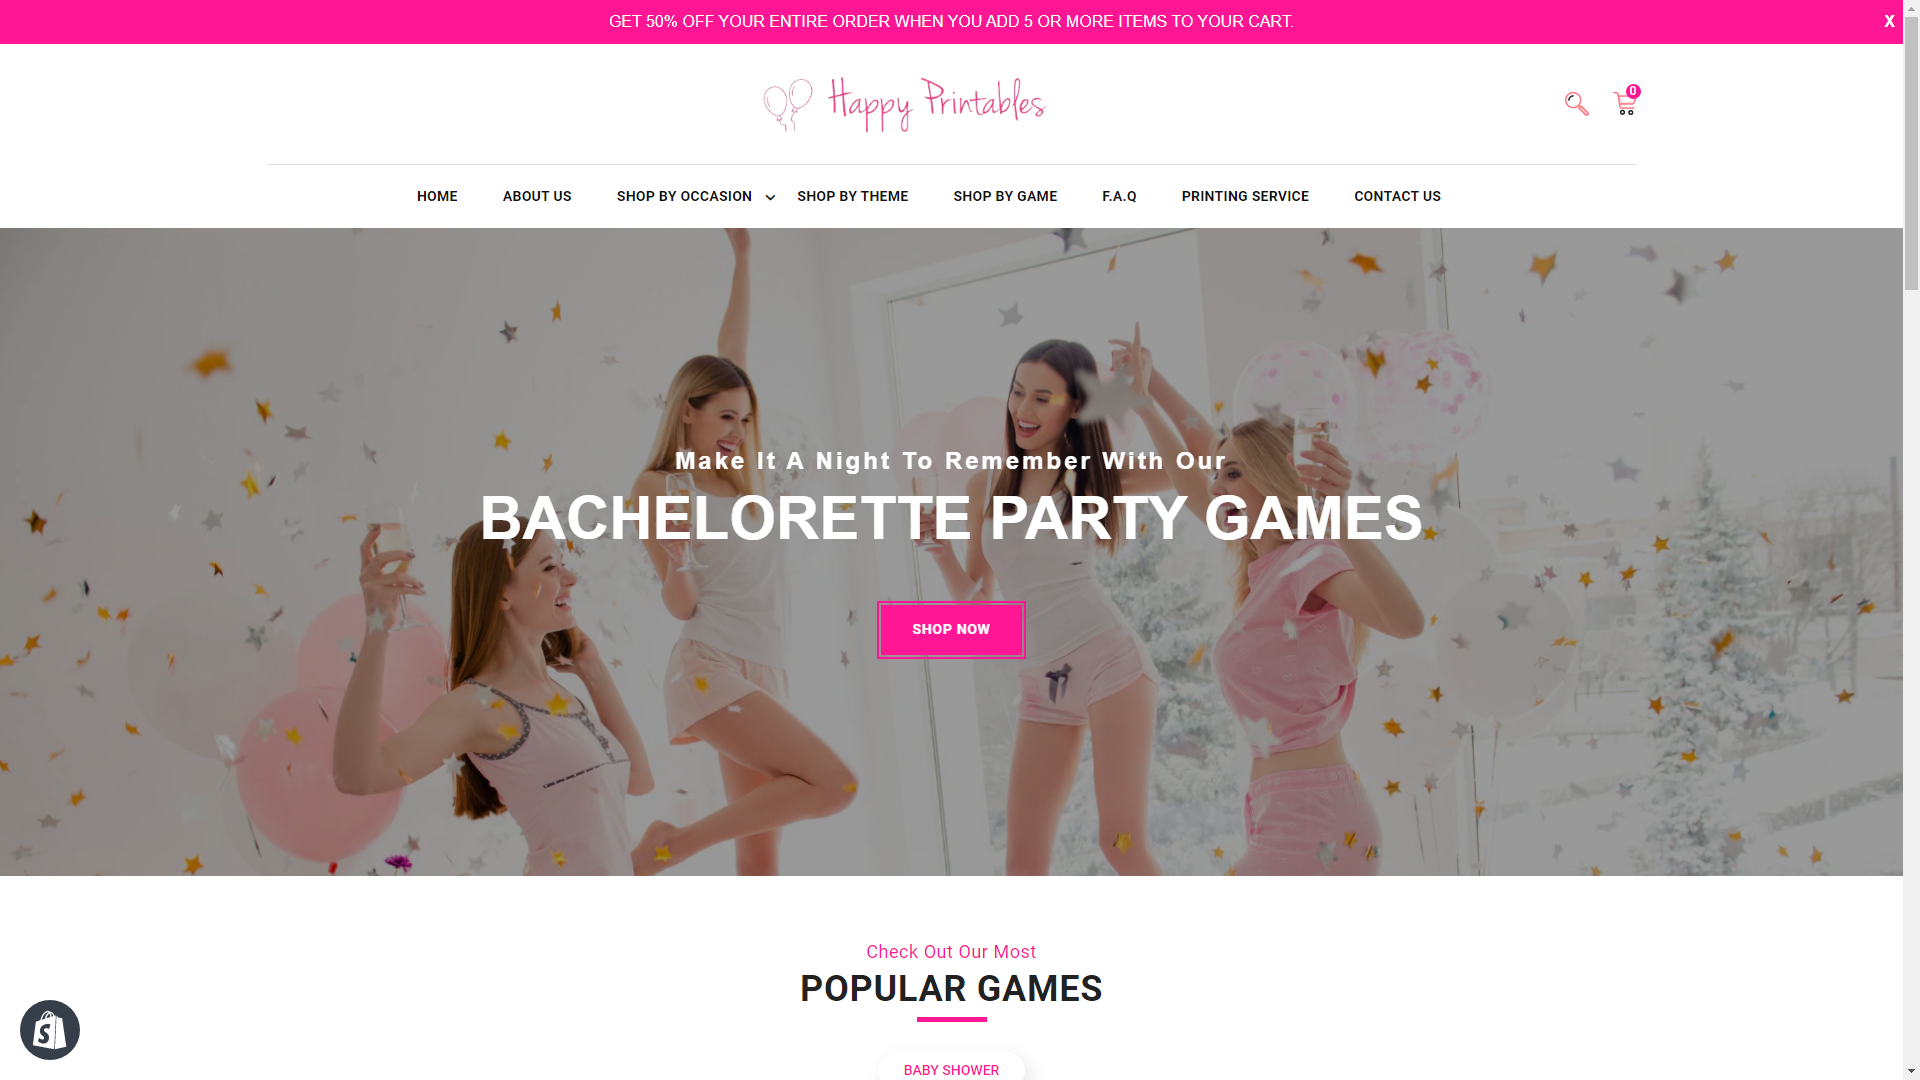 GET 50% OFF YOUR ENTIRE ORDER WHEN YOU ADD 5 OR MORE ITEMS TO YOUR CART.
X
Happy Printables
0
HOME
ABOUT US
SHOP BY OCCASION
SHOP BY THEME
SHOP BY GAME
F.A.Q
PRINTING SERVICE
CONTACT US
Make It A Night To Remember With Our
BACHELORETTE PARTY GAMES
SHOP NOW
Check Out Our Most
POPULAR GAMES
BABY SHOWER
S